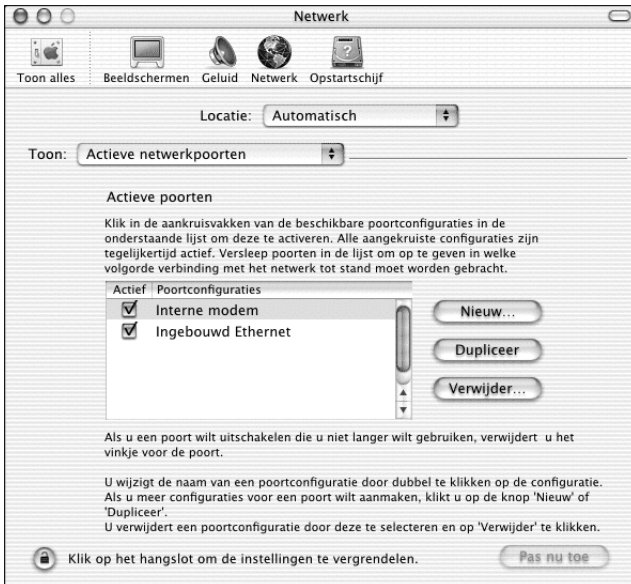 Netwerk
Toon alles
Beeldschermen
Geluid
Netwerk
Opstartschijf
Locatie: Automatisch
Toon: Actieve netwerkpoorten
Actieve poorten
Klik in de aankruisvakken van de beschikbare poortconfiguraties in de
onderstaande lijst om deze te activeren. Alle aangekruiste configuraties zijn
tegelijkertijd actief. Versleep poorten in de lijst om op te geven in welke
volgorde verbinding met het netwerk tot stand moet worden gebracht.
Actief Poortconfiguraties
Interne modem
Ingebouwd Ethernet
Nieuw...
Dupliceer
Verwijder...
Als u een poort wilt uitschakelen die u niet langer wilt gebruiken, verwijdert u het
vinkje voor de poort.
U wijzigt de naam van een poortconfiguratie door dubbel te klikken op de configuratie.
Als u meer configuraties voor een poort wilt aanmaken, klikt u op de knop 'Nieuw' of
'Dupliceer'.
U verwijdert een poortconfiguratie door deze te selecteren en op 'Verwijder' te klikken.
Klik op het hangslot om de instellingen te vergrendelen.
Pas nu toe